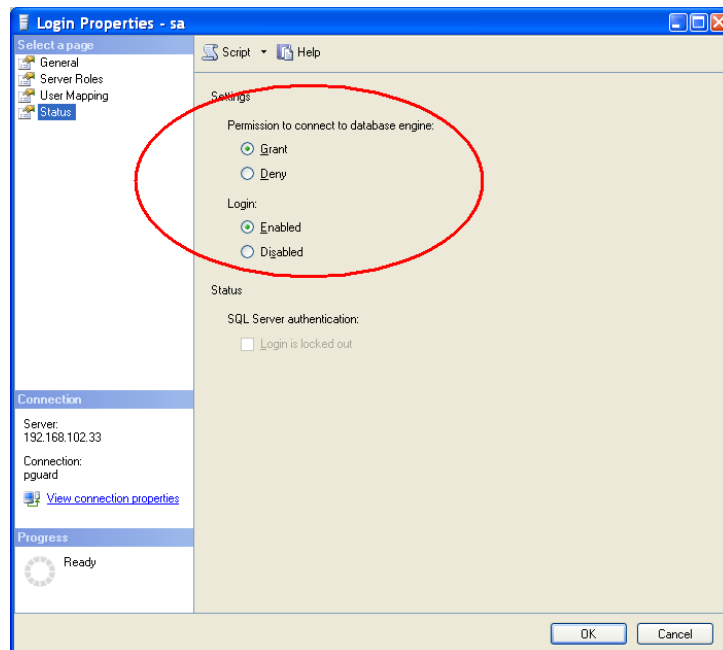 Login Properties - sa
Select a page
General
Server Roles
User Mapping
Status
Script
Help
Settings
Permission to connect to database engine:
Grant
Deny
Login:
Enabled
Disabled
Status
SQL Server authentication:
Login is locked out
Connection
Server:
192.168.102.33
Connection:
pguard
View connection properties
Progress
Ready
OK
Cancel